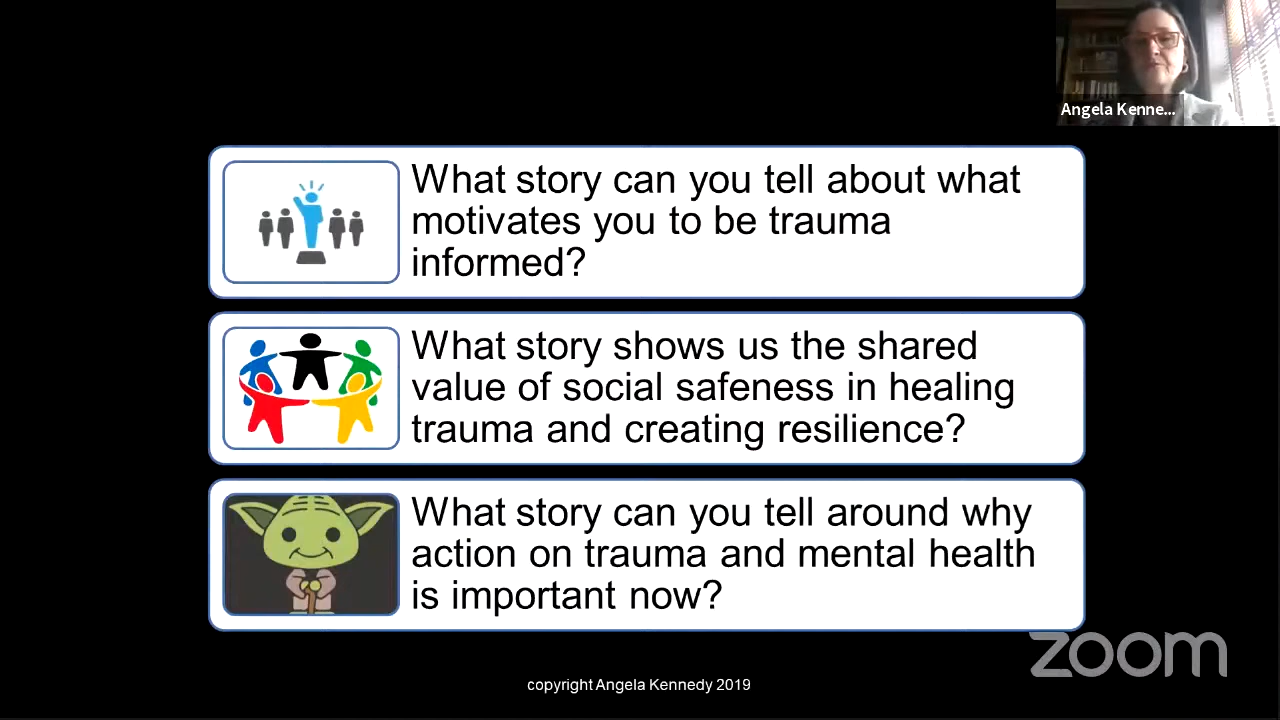 Angela Kenne...
What story can you tell about what
motivates you to be trauma
informed?
What story shows us the shared
value of social safeness in healing
trauma and creating resilience?
What story can you tell around why
action on trauma and mental health
is important now?
zoom
copyright Angela Kennedy 2019